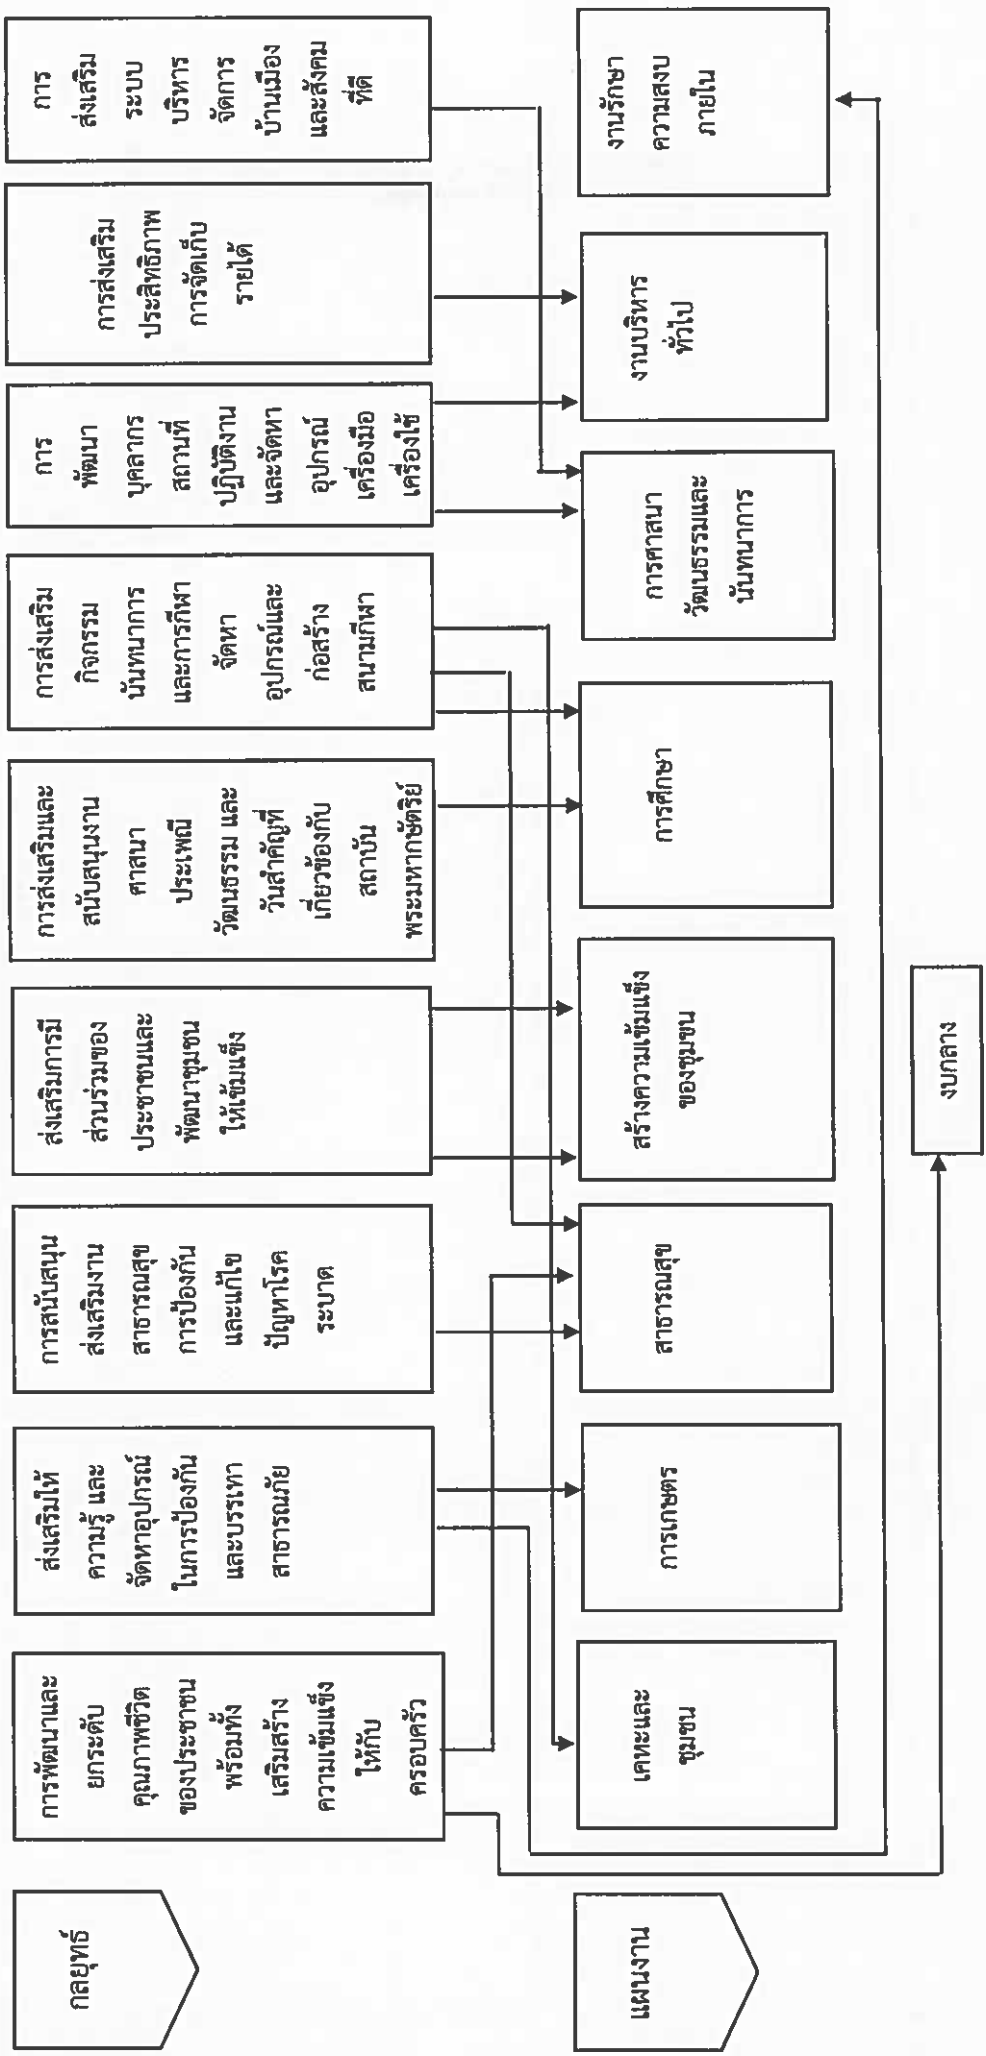 กลยุทธ์
การพัฒนาและ
ยกระดับ
คุณภาพชีวิต
ของประชาชน
พร้อมทั้ง
เสริมสร้าง
ความเข้มแข็ง
ให้กับ
ครอบครัว
ส่งเสริมให้
ความรู้ และ
จัดหาอุปกรณ์
ในการป้องกัน
และบรรเทา
สาธารณภัย
การสนับสนุน
ส่งเสริมงาน
สาธารณสุข
การป้องกัน
และแก้ไข
ปัญหาโรค
ระบาด
ส่งเสริมการมี
ส่วนร่วมของ
ประชาชนและ
พัฒนาชุมชน
ให้เข้มแข็ง
การส่งเสริมและ
สนับสนุนงาน
ศาสนา
ประเพณี
วัฒนธรรม และ
วันสำคัญที่
เกี่ยวข้องกับ
สถาบัน
พระมหากษัตริย์
การส่งเสริม
กิจกรรม
นันทนาการ
และการกีฬา
จัดหา
อุปกรณ์และ
ก่อสร้าง
สนามกีฬา
การ
พัฒนา
บุคลากร
สถานที่
ปฏิบัติงาน
และจัดหา
อุปกรณ์
เครื่องมือ
เครื่องใช้
การส่งเสริม
ประสิทธิภาพ
การจัดเก็บ
รายได้
การ
ส่งเสริม
ระบบ
บริหาร
จัดการ
บ้านเมือง
และสังคม
ที่ดี
แผนงาน
เคหะและ
ชุมชน
การเกษตร
สาธารณสุข
สร้างความเข้มแข็ง
ของชุมชน
การศึกษา
การศาสนา
วัฒนธรรมและ
นันทนาการ
งานบริหาร
ทั่วไป
งานรักษา
ความสงบ
ภายใน
งบกลาง